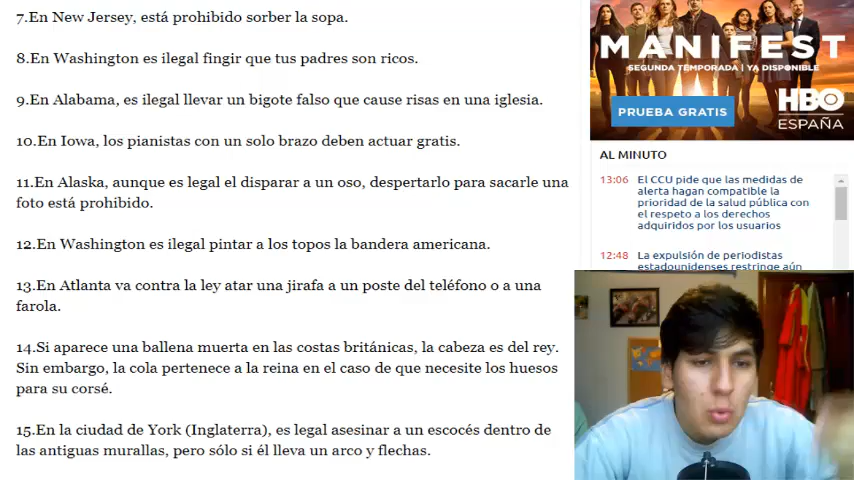 7.En New Jersey, está prohibido sorber la sopa.
8.En Washington es ilegal fingir que tus padres son ricos.
9.En Alabama, es ilegal llevar un bigote falso que cause risas en una iglesia.
10.En Iowa, los pianistas con un solo brazo deben actuar gratis.
11.En Alaska, aunque es legal el disparar a un oso, despertarlo para sacarle una
foto está prohibido.
12.En Washington es ilegal pintar a los topos la bandera americana.
13.En Atlanta va contra la ley atar una jirafa a un poste del teléfono o a una
farola.
14.Si aparece una ballena muerta en las costas británicas, la cabeza es del rey.
Sin embargo, la cola pertenece a la reina en el caso de que necesite los huesos
para su corsé.
15.En la ciudad de York (Inglaterra), es legal asesinar a un escocés dentro de
las antiguas murallas, pero sólo si él lleva un arco y flechas.
MANIFEST
SEGUNDA TEMPORADA | YA DISPONIBLE
PRUEBA GRATIS
HBO
ESPAÑA
AL MINUTO
13:06 El CCU pide que las medidas de
alerta hagan compatible la
prioridad de la salud pública con
el respeto a los derechos
adquiridos por los usuarios
12:48 La expulsión de periodistas
estadounidenses restringe aún